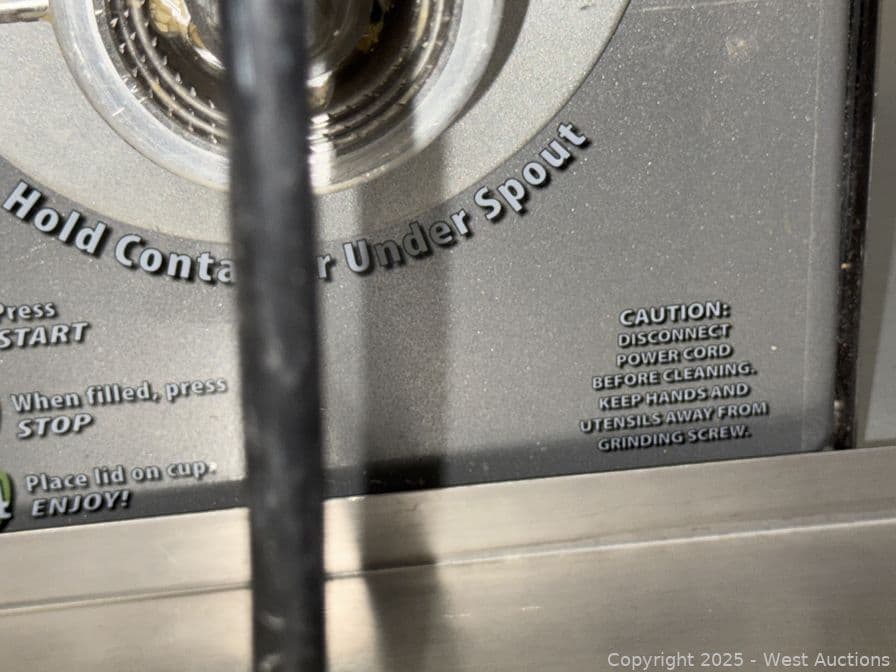 Hold Conta r Under Spout
Press
START
When filled, press
STOP
Place lid on cup.
ENJOY!
CAUTION:
DISCONNECT
POWER CORD
BEFORE CLEANING.
KEEP HANDS AND
UTENSILS AWAY FROM
GRINDING SCREW.
Copyright 2025 - West Auctions